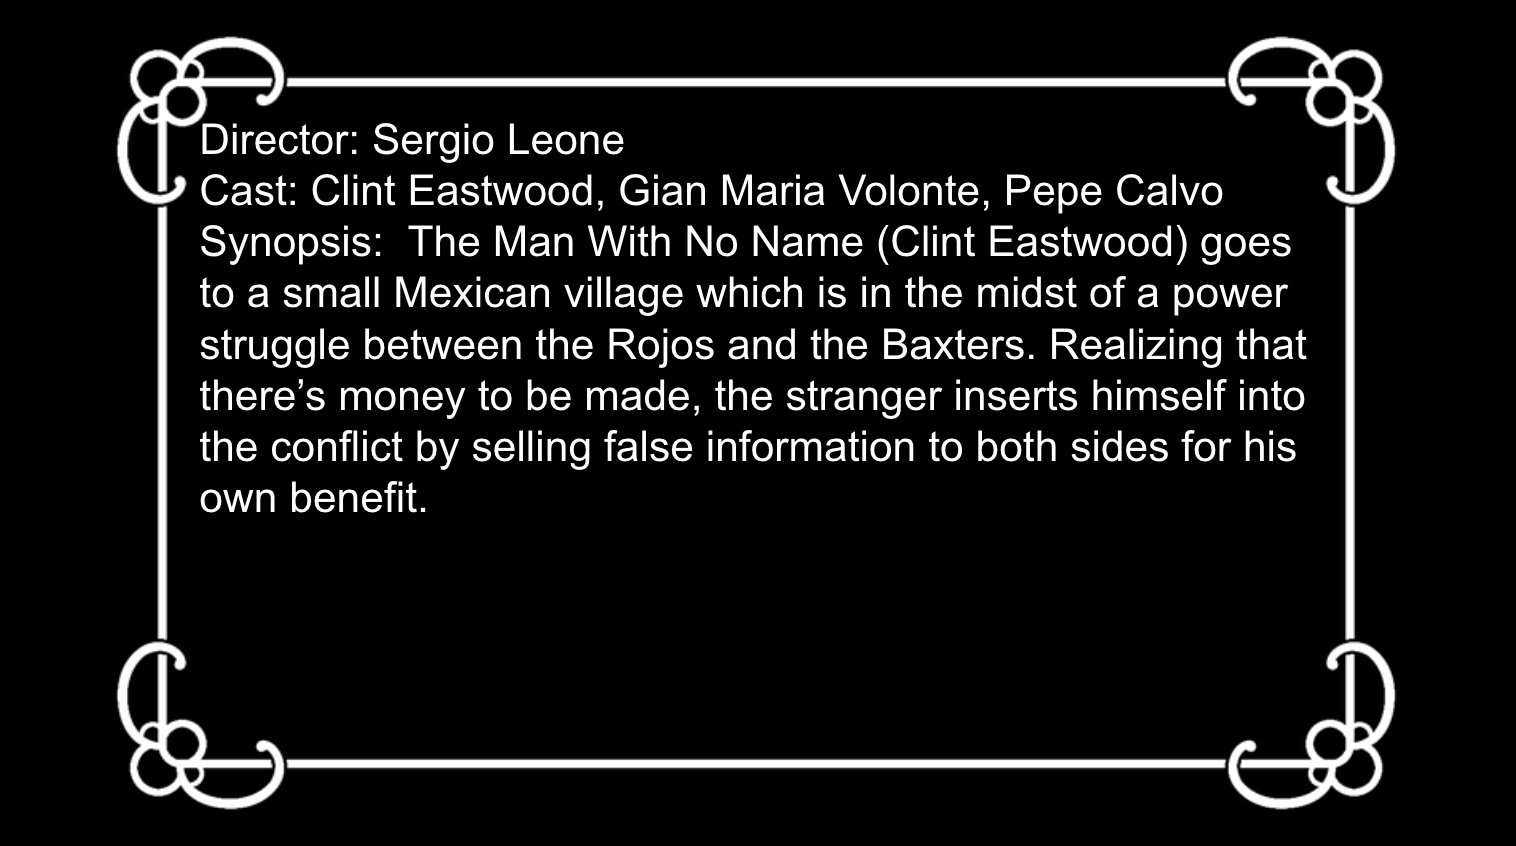 Director: Sergio Leone
Cast: Clint Eastwood, Gian Maria Volonte, Pepe Calvo
Synopsis:  The Man With No Name (Clint Eastwood) goes
to a small Mexican village which is in the midst of a power
struggle between the Rojos and the Baxters. Realizing that
there’s money to be made, the stranger inserts himself into
the conflict by selling false information to both sides for his
own benefit.